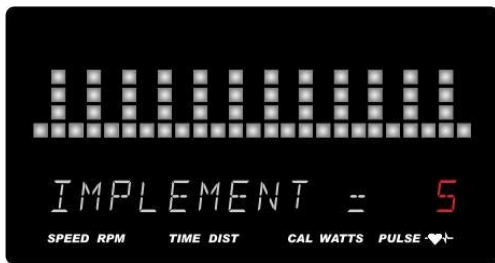 IMPLEMENT = 5
SPEED RPM TIME DIST CAL WATTS PULSE